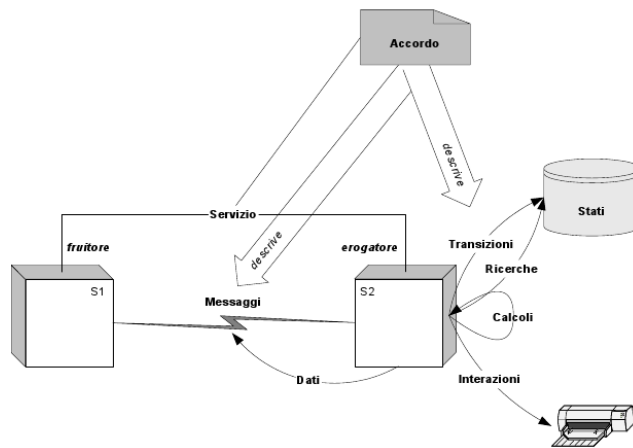 Accordo
descrive
Stati
Servizio
fruitore
erogatore
Transizioni
descrive
Ricerche
S1
S2
Messaggi
Calcoli
Dati
Interazioni